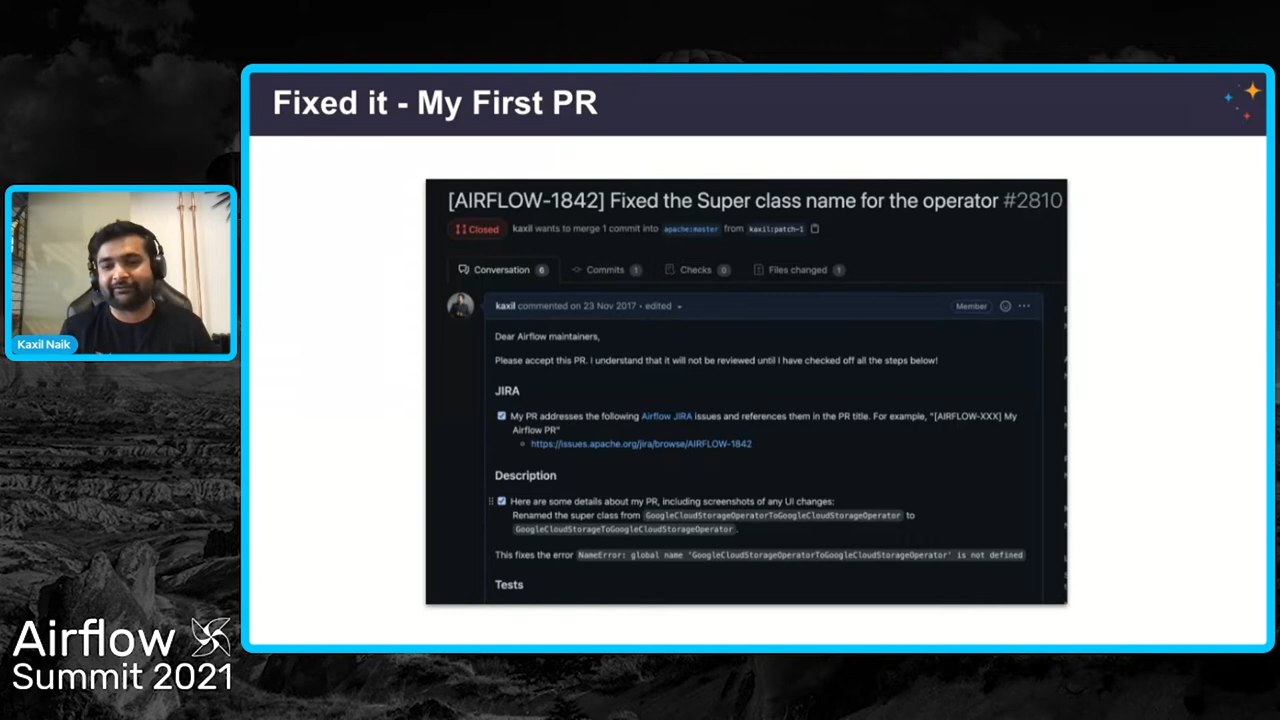 Fixed it - My First PR
[AIRFLOW-1842] Fixed the Super class name for the operator #2810
Closed kaxil wants to merge 1 commit into apache:master from kaxil:patch-1
Conversation 6 Commits 1 Checks 0 Files changed 1
kaxil commented on 23 Nov 2017 • edited Member
Dear Airflow maintainers,
Please accept this PR. I understand that it will not be reviewed until I have checked off all the steps below!
JIRA
My PR addresses the following Airflow JIRA issues and references them in the PR title. For example, "[AIRFLOW-XXX] My
Airflow PR"
https://issues.apache.org/jira/browse/AIRFLOW-1842
Description
Here are some details about my PR, including screenshots of any UI changes:
Renamed the super class from GoogleCloudStorageOperatorToGoogleCloudStorageOperator to
GoogleCloudStorageToGoogleCloudStorageOperator.
This fixes the error NameError: global name 'GoogleCloudStorageOperatorToGoogleCloudStorageOperator' is not defined
Tests
Kaxil Naik
Airflow
Summit 2021